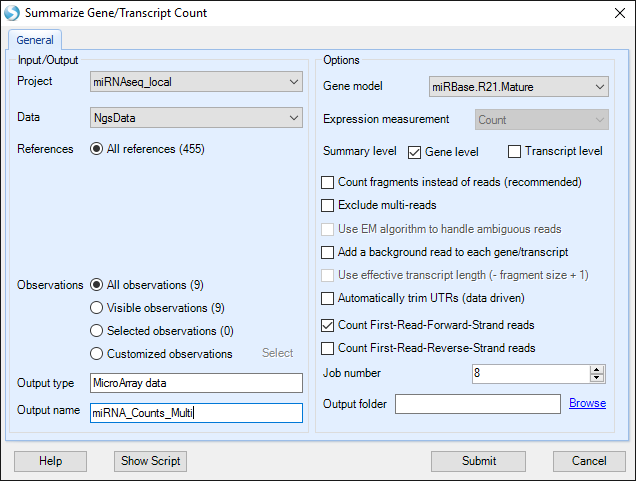 Summarize Gene/Transcript Count
General
Input/Output
Project miRNAseq_local
Data NgsData
References All references (455)
Observations All observations (9)
Visible observations (9)
Selected observations (0)
Customized observations Select
Output type MicroArray data
Output name miRNA_Counts_Multi
Options
Gene model miRBase.R21.Mature
Expression measurement Count
Summary level Gene level Transcript level
Count fragments instead of reads (recommended)
Exclude multi-reads
Use EM algorithm to handle ambiguous reads
Add a background read to each gene/transcript
Use effective transcript length (- fragment size + 1)
Automatically trim UTRs (data driven)
Count First-Read-Forward-Strand reads
Count First-Read-Reverse-Strand reads
Job number 8
Output folder Browse
Help Show Script Submit Cancel